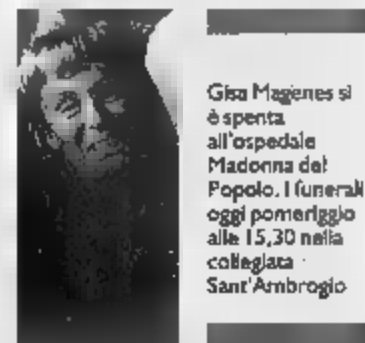 Gisa Magenes si
è spenta
all'ospedale
Madonna del
Popolo. I funerali
oggi pomeriggio
alle 15,30 nella
collegiata
Sant'Ambrogio